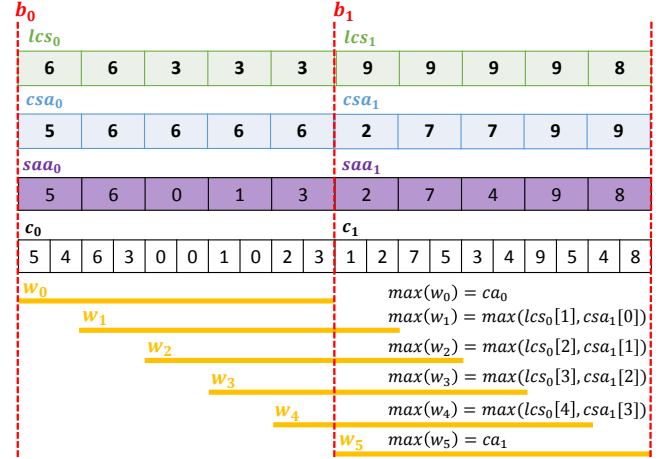 b₀ b₁
lcs₀ lcs₁
6 6 3 3 3 9 9 9 9 8
csa₀ csa₁
5 6 6 6 6 2 7 7 9 9
saa₀ saa₁
5 6 0 1 3 2 7 4 9 8
c₀ c₁
5 4 6 3 0 0 1 0 2 3 1 2 7 5 3 4 9 5 4 8
w₀ max(w₀) = ca₀
w₁ max(w₁) = max(lcs₀[1], csa₁[0])
w₂ max(w₂) = max(lcs₀[2], csa₁[1])
w₃ max(w₃) = max(lcs₀[3], csa₁[2])
w₄ max(w₄) = max(lcs₀[4], csa₁[3])
w₅ max(w₅) = ca₁